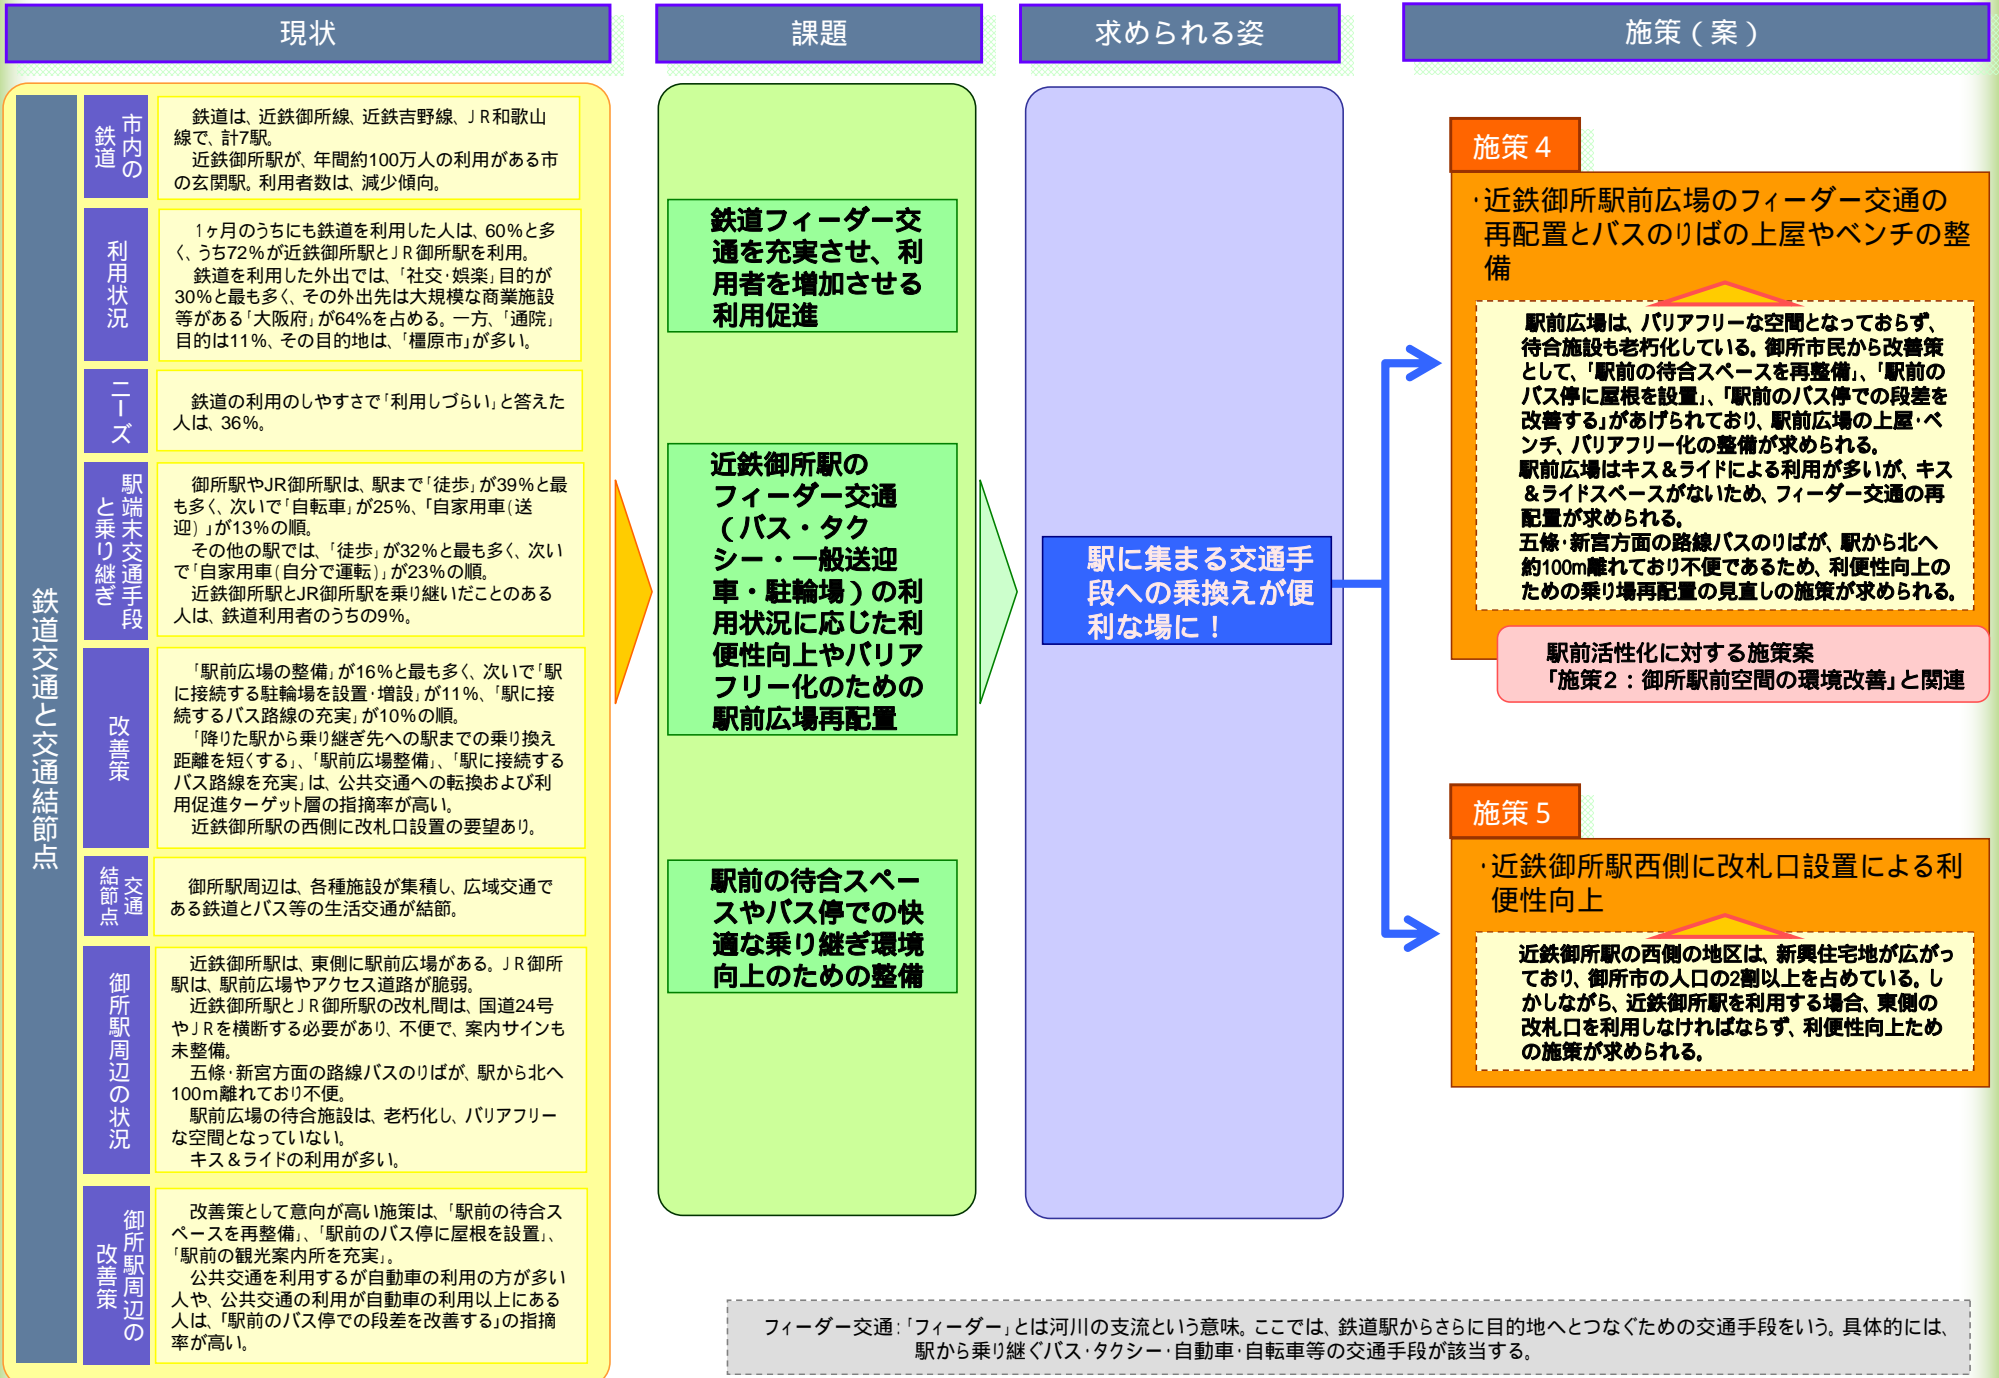 現状
課題
求められる姿
施策（案）
鉄道交通と交通結節点
市内の
鉄道
鉄道は、近鉄御所線、近鉄吉野線、JR和歌山
線で、計7駅。
近鉄御所駅が、年間約100万人の利用がある市
の玄関駅。利用者数は、減少傾向。
利用状況
1ヶ月のうちにも鉄道を利用した人は、60%と多
く、うち72%が近鉄御所駅とJR御所駅を利用。
鉄道を利用した外出では、「社交・娯楽」目的が
30%と最も多く、その外出先は大規模な商業施設
等がある「大阪府」が64%を占める。一方、「通院」
目的は11%、その目的地は、「橿原市」が多い。
ニーズ
鉄道の利用のしやすさで「利用しづらい」と答えた
人は、36%。
駅端末交通手段
と乗り継ぎ
御所駅やJR御所駅は、駅まで「徒歩」が39%と最
も多く、次いで「自転車」が25%、「自家用車（送
迎）」が13%の順。
その他の駅では、「徒歩」が32%と最も多く、次い
で「自家用車（自分で運転）」が23%の順。
近鉄御所駅とJR御所駅を乗り継いだことのある
人は、鉄道利用者のうちの9%。
改善策
「駅前広場の整備」が16%と最も多く、次いで「駅
に接続する駐輪場を設置・増設」が11%、「駅に接
続するバス路線の充実」が10%の順。
「降りた駅から乗り継ぎ先への駅までの乗り換え
距離を短くする」、「駅前広場整備」、「駅に接続する
バス路線を充実」は、公共交通への転換および利
用促進ターゲット層の指摘率が高い。
近鉄御所駅の西側に改札口設置の要望あり。
交通
結節点
御所駅周辺は、各種施設が集積し、広域交通で
ある鉄道とバス等の生活交通が結節。
御所駅周辺の状況
近鉄御所駅は、東側に駅前広場がある。JR御所
駅は、駅前広場やアクセス道路が脆弱。
近鉄御所駅とJR御所駅の改札間は、国道24号
やJRを横断する必要があり、不便で、案内サインも
未整備。
五條・新宮方面の路線バスのりばが、駅から北へ
100m離れており不便。
駅前広場の待合施設は、老朽化し、バリアフリー
な空間となっていない。
キス＆ライドの利用が多い。
御所駅周辺の
改善策
改善策として意向が高い施策は、「駅前の待合ス
ペースを再整備」、「駅前のバス停に屋根を設置」、
「駅前の観光案内所を充実」。
公共交通を利用するが自動車の利用の方が多い
人や、公共交通の利用が自動車の利用以上にある
人は、「駅前のバス停での段差を改善する」の指摘
率が高い。
鉄道フィーダー交
通を充実させ、利
用者を増加させる
利用促進
近鉄御所駅の
フィーダー交通
（バス・タク
シー・一般送迎
車・駐輪場）の利
用状況に応じた利
便性向上やバリア
フリー化のための
駅前広場再配置
駅前の待合スペー
スやバス停での快
適な乗り継ぎ環境
向上のための整備
駅に集まる交通手
段への乗換えが便
利な場に！
施策４
・近鉄御所駅前広場のフィーダー交通の
再配置とバスのりばの上屋やベンチの整
備
駅前広場は、バリアフリーな空間となっておらず、
待合施設も老朽化している。御所市民から改善策
として、「駅前の待合スペースを再整備」、「駅前の
バス停に屋根を設置」、「駅前のバス停での段差を
改善する」があげられており、駅前広場の上屋・ベ
ンチ、バリアフリー化の整備が求められる。
駅前広場はキス＆ライドによる利用が多いが、キス
＆ライドスペースがないため、フィーダー交通の再
配置が求められる。
五條・新宮方面の路線バスのりばが、駅から北へ
約100m離れており不便であるため、利便性向上の
ための乗り場再配置の見直しの施策が求められる。
駅前活性化に対する施策案
「施策2：御所駅前空間の環境改善」と関連
施策５
・近鉄御所駅西側に改札口設置による利
便性向上
近鉄御所駅の西側の地区は、新興住宅地が広がっ
ており、御所市の人口の2割以上を占めている。し
かしながら、近鉄御所駅を利用する場合、東側の
改札口を利用しなければならず、利便性向上ため
の施策が求められる。
フィーダー交通：「フィーダー」とは河川の支流という意味。ここでは、鉄道駅からさらに目的地へとつなぐための交通手段をいう。具体的には、
駅から乗り継ぐバス・タクシー・自動車・自転車等の交通手段が該当する。